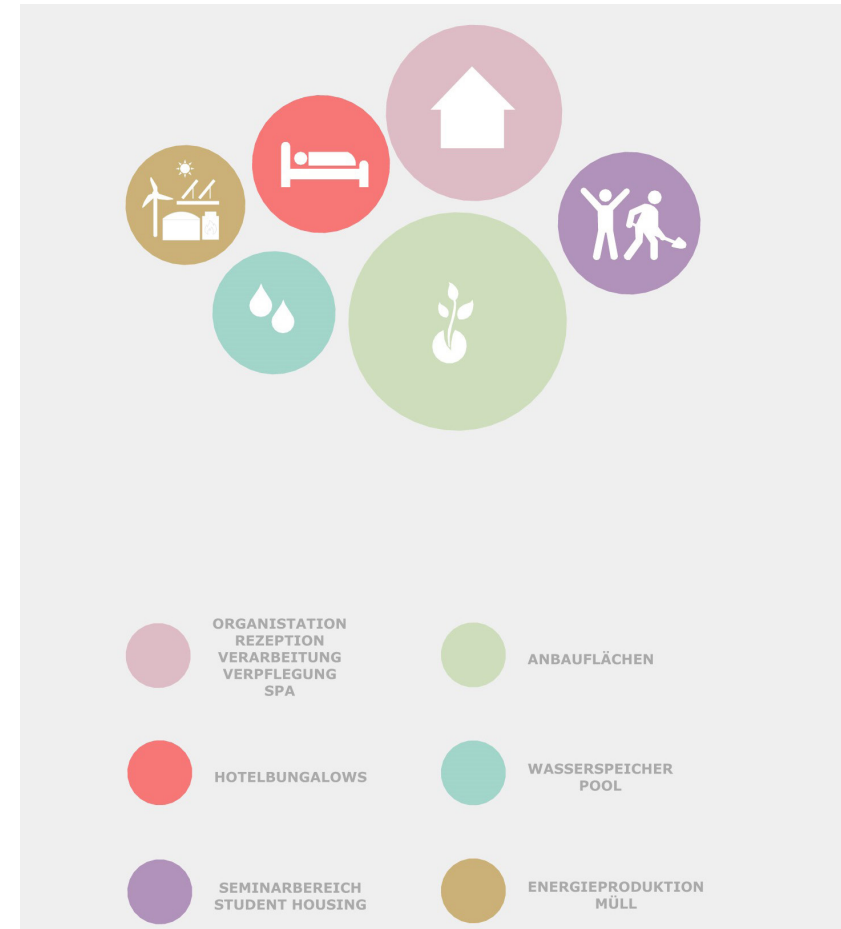 ORGANISTATION
REZEPTION
VERARBEITUNG
VERPFLEGUNG
SPA
ANBAUFLÄCHEN
HOTELBUNGALOWS
WASSERSPEICHER
POOL
SEMINARBEREICH
STUDENT HOUSING
ENERGIEPRODUKTION
MÜLL